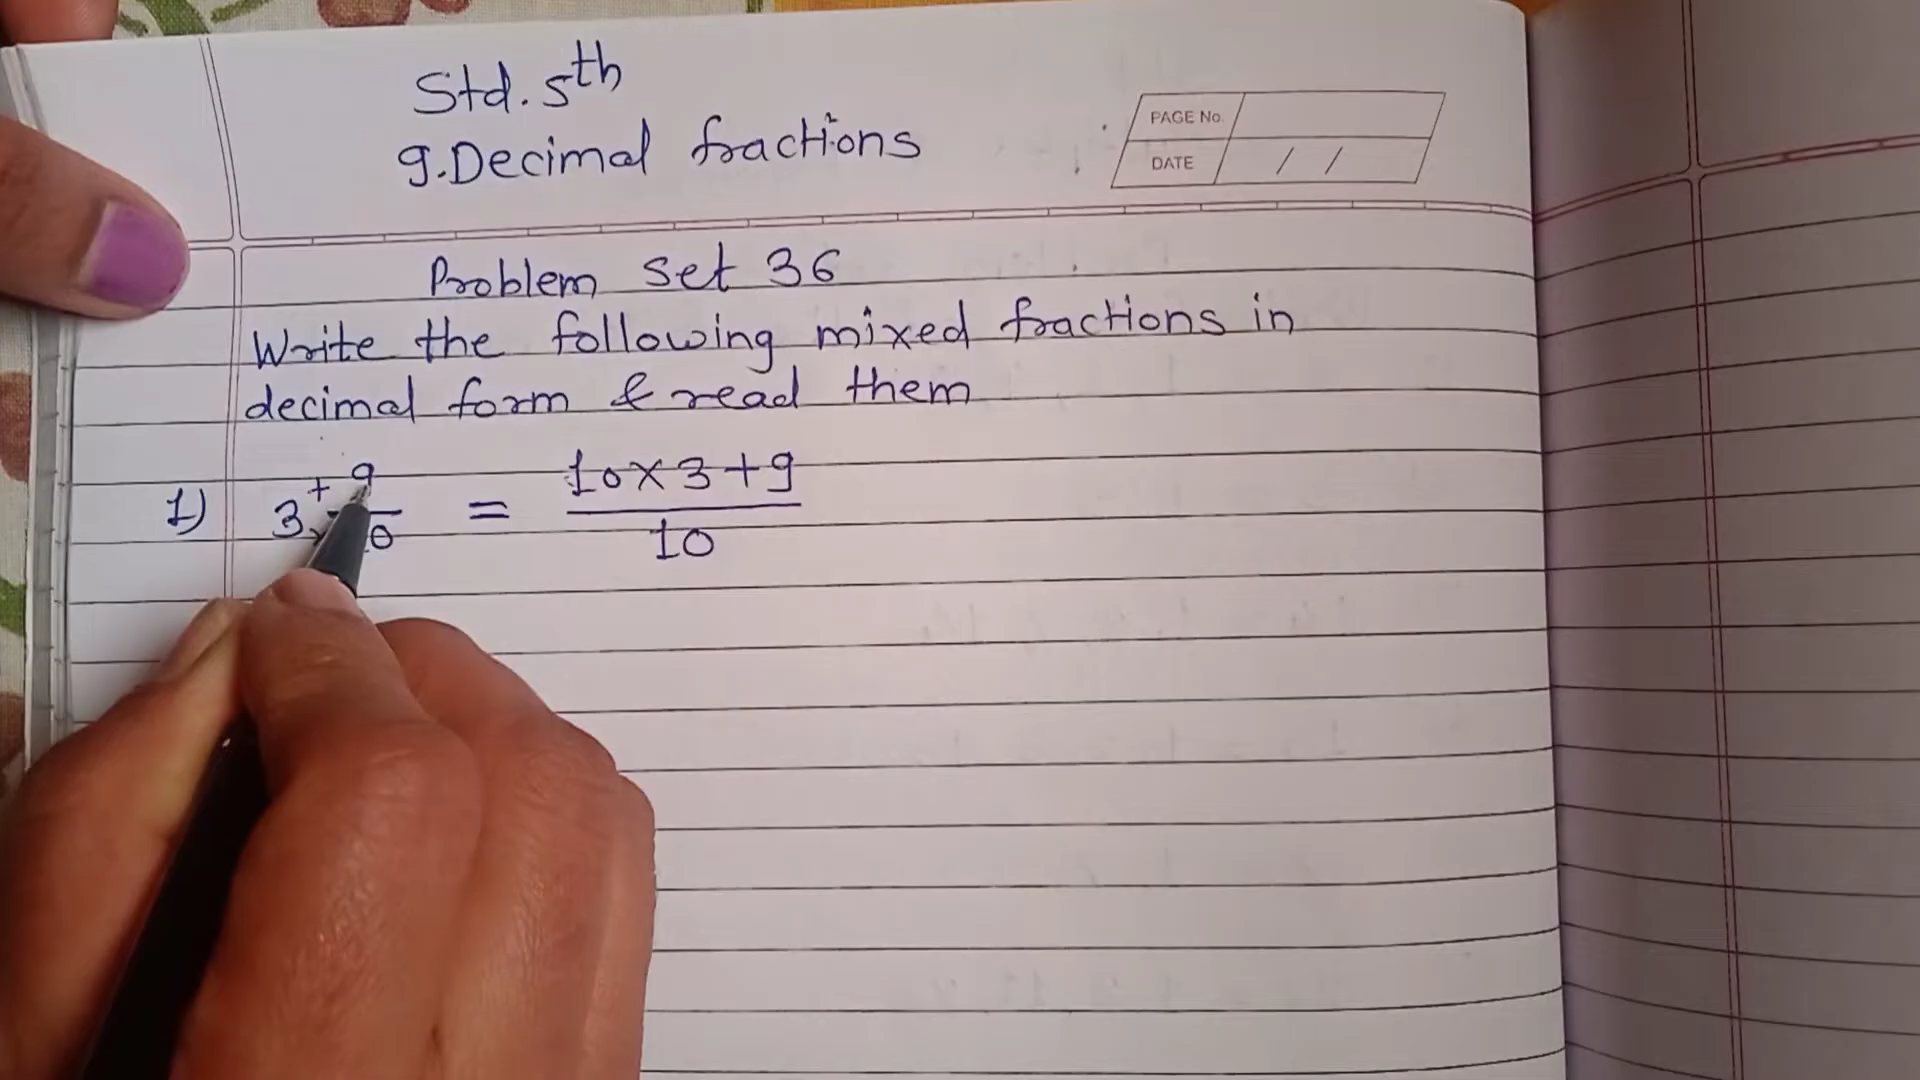 Std. 5th
9. Decimal fractions
PAGE No.
DATE / /
Problem set 36
Write the following mixed fractions in
decimal form & read them
1) 3 + 9/10 = 10 x 3 + 9 / 10